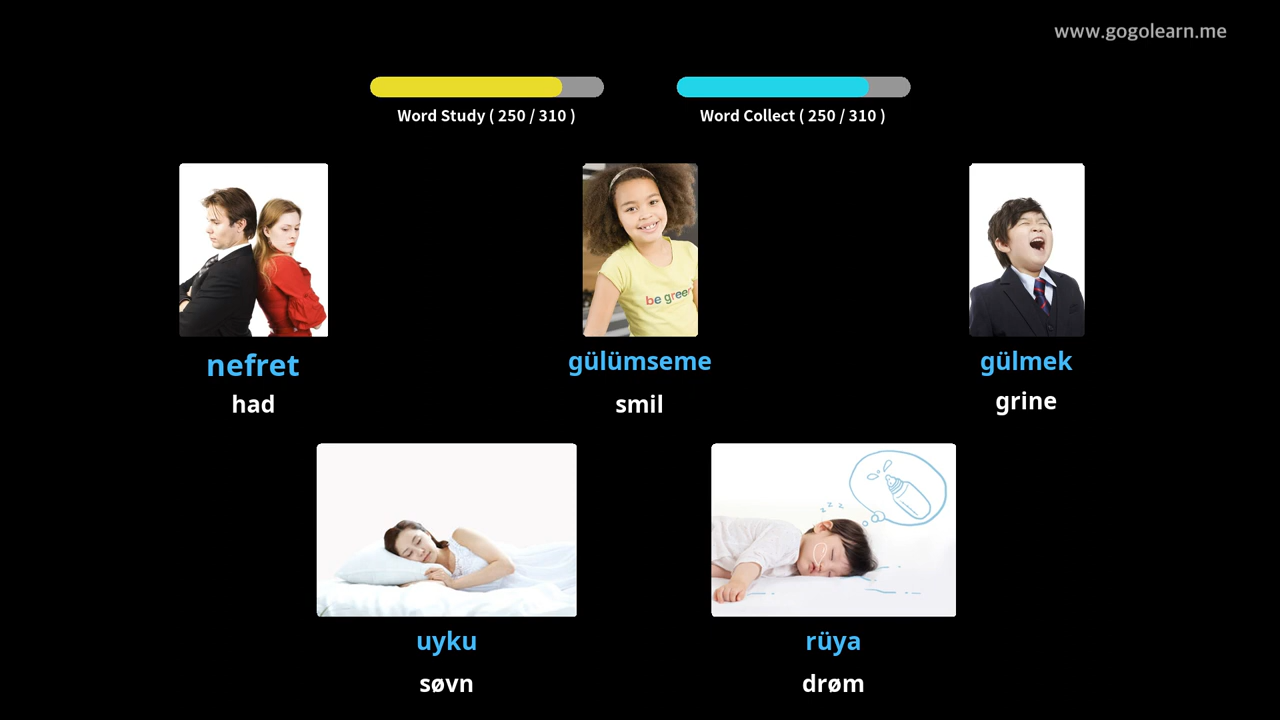 www.gogolearn.me
Word Study ( 250 / 310 )
Word Collect ( 250 / 310 )
be green
nefret
gülümseme
gülmek
had
smil
grine
z z z
uyku
rüya
søvn
drøm